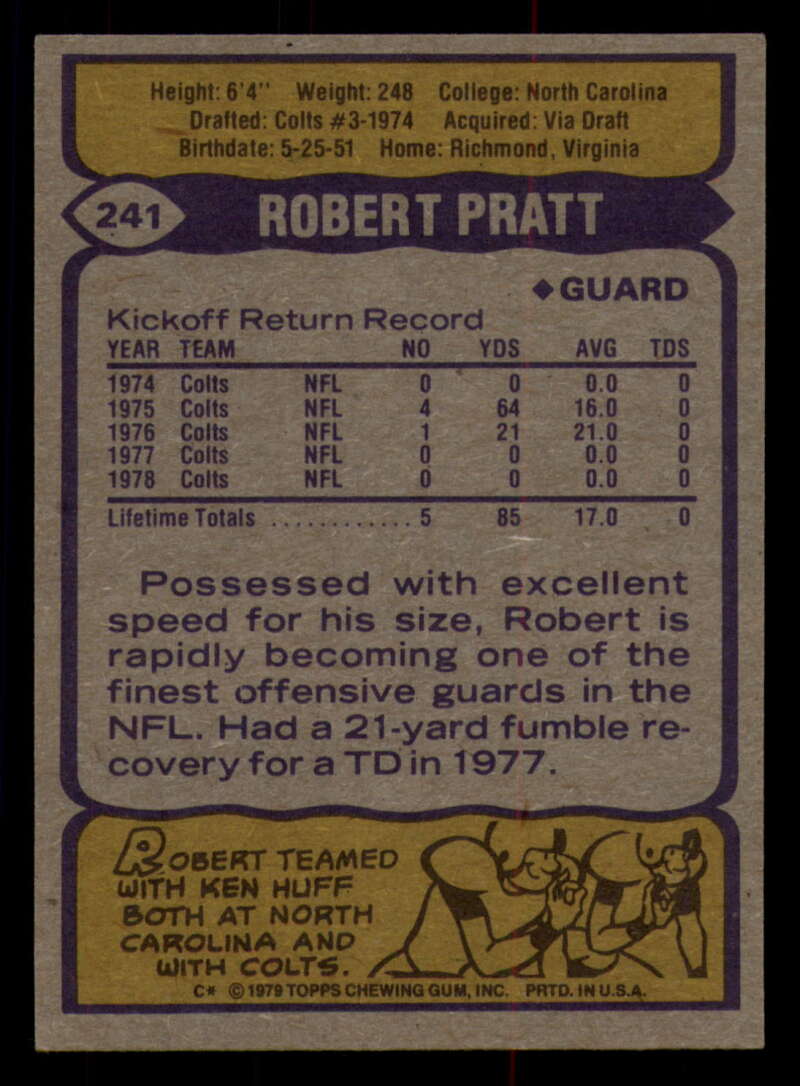 Height: 6'4" Weight: 248 College: North Carolina
Drafted: Colts #3-1974 Acquired: Via Draft
Birthdate: 5-25-51 Home: Richmond, Virginia
241 ROBERT PRATT
◆GUARD
Kickoff Return Record
YEAR TEAM NO YDS AVG TDS
1974 Colts NFL 0 0 0.0 0
1975 Colts NFL 4 64 16.0 0
1976 Colts NFL 1 21 21.0 0
1977 Colts NFL 0 0 0.0 0
1978 Colts NFL 0 0 0.0 0
Lifetime Totals ............. 5 85 17.0 0
Possessed with excellent
speed for his size, Robert is
rapidly becoming one of the
finest offensive guards in the
NFL. Had a 21-yard fumble re-
covery for a TD in 1977.
ROBERT TEAMED
WITH KEN HUFF
BOTH AT NORTH
CAROLINA AND
WITH COLTS.
C* © 1979 TOPPS CHEWING GUM, INC. PRTD. IN U.S.A.